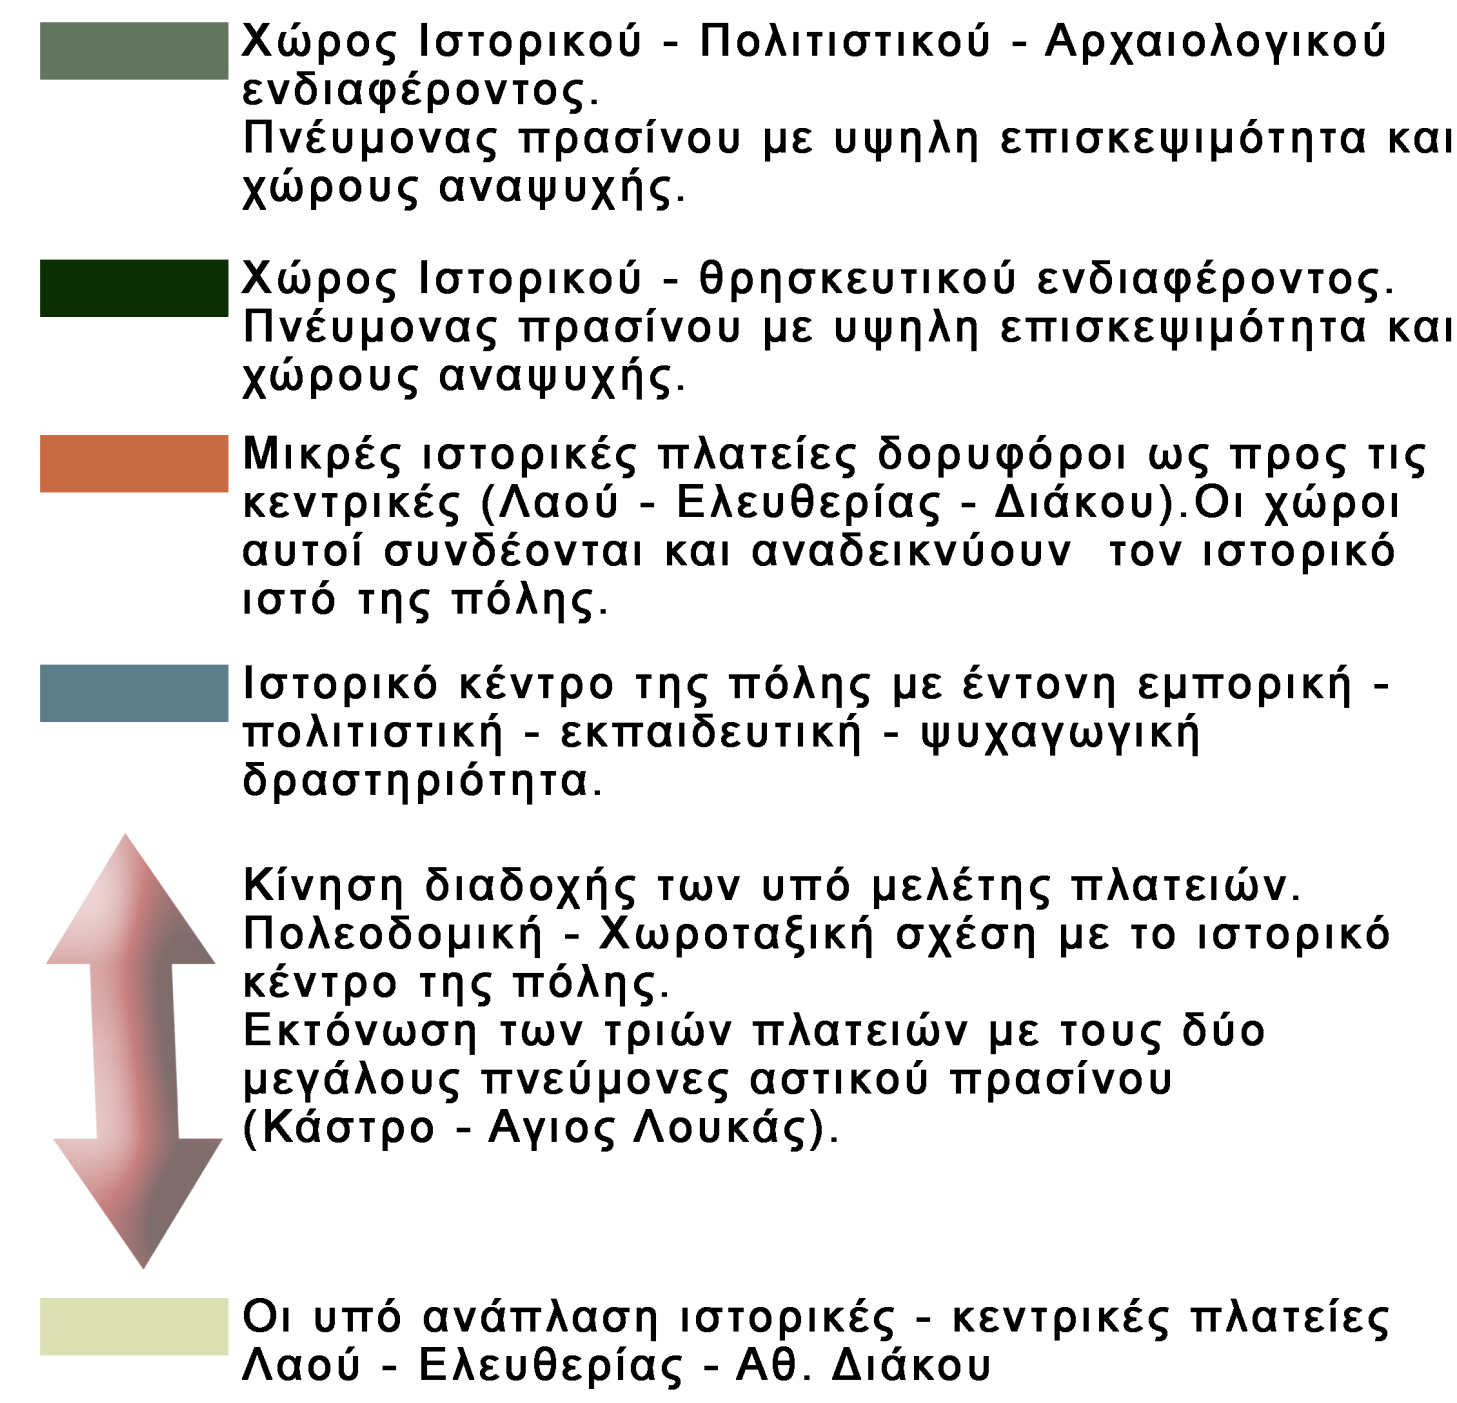 Χώρος Ιστορικού - Πολιτιστικού - Αρχαιολογικού
ενδιαφέροντος.
Πνέυμονας πρασίνου με υψηλη επισκεψιμότητα και
χώρους αναψυχής.
Χώρος Ιστορικού - θρησκευτικού ενδιαφέροντος.
Πνέυμονας πρασίνου με υψηλη επισκεψιμότητα και
χώρους αναψυχής.
Μικρές ιστορικές πλατείες δορυφόροι ως προς τις
κεντρικές (Λαού - Ελευθερίας - Διάκου).Οι χώροι
αυτοί συνδέονται και αναδεικνύουν  τον ιστορικό
ιστό της πόλης.
Ιστορικό κέντρο της πόλης με έντονη εμπορική -
πολιτιστική - εκπαιδευτική - ψυχαγωγική
δραστηριότητα.
Κίνηση διαδοχής των υπό μελέτης πλατειών.
Πολεοδομική - Χωροταξική σχέση με το ιστορικό
κέντρο της πόλης.
Εκτόνωση των τριών πλατειών με τους δύο
μεγάλους πνεύμονες αστικού πρασίνου
(Κάστρο - Αγιος Λουκάς).
Οι υπό ανάπλαση ιστορικές - κεντρικές πλατείες
Λαού - Ελευθερίας - Αθ. Διάκου